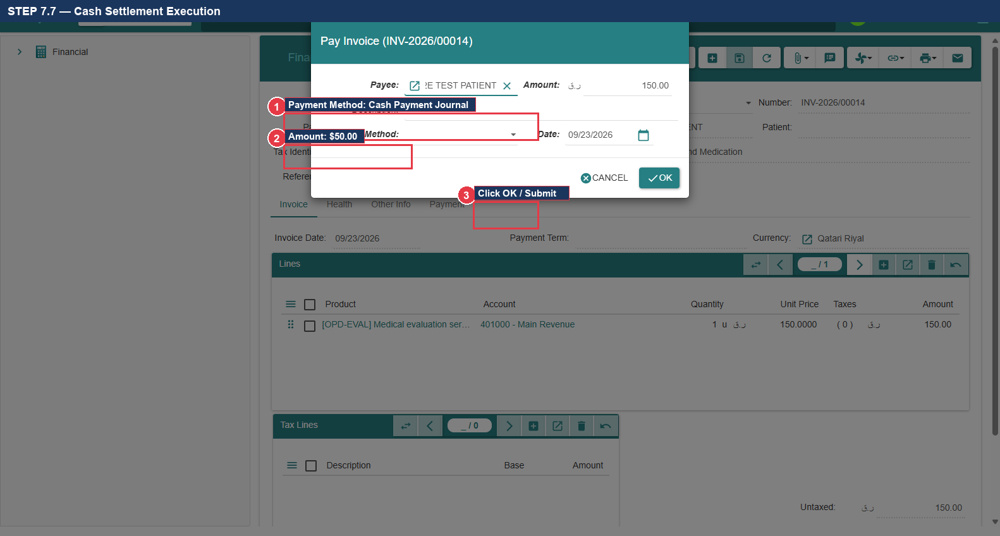 STEP 7.7 — Cash Settlement Execution
Financial
Fina
Pay Invoice (INV-2026/00014)
Payee:
RE TEST PATIENT
Amount:
ر.ق
150.00
1
Payment Method: Cash Payment Journal
Number:
INV-2026/00014
2
Amount: $50.00
Method:
Date:
09/23/2026
Pa
ENT
Patient:
Tax Identi
nd Medication
Referen
CANCEL
OK
3
Click OK / Submit
Invoice
Health
Other Info
Payment
Invoice Date:
09/23/2026
Payment Term:
Currency:
Qatari Riyal
Lines
_ / 1
Product
Account
Quantity
Unit Price
Taxes
Amount
[OPD-EVAL] Medical evaluation ser...
401000 - Main Revenue
1 u
ر.ق
150.0000
( 0 )
ر.ق
150.00
Tax Lines
_ / 0
Description
Base
Amount
Untaxed:
ر.ق
150.00